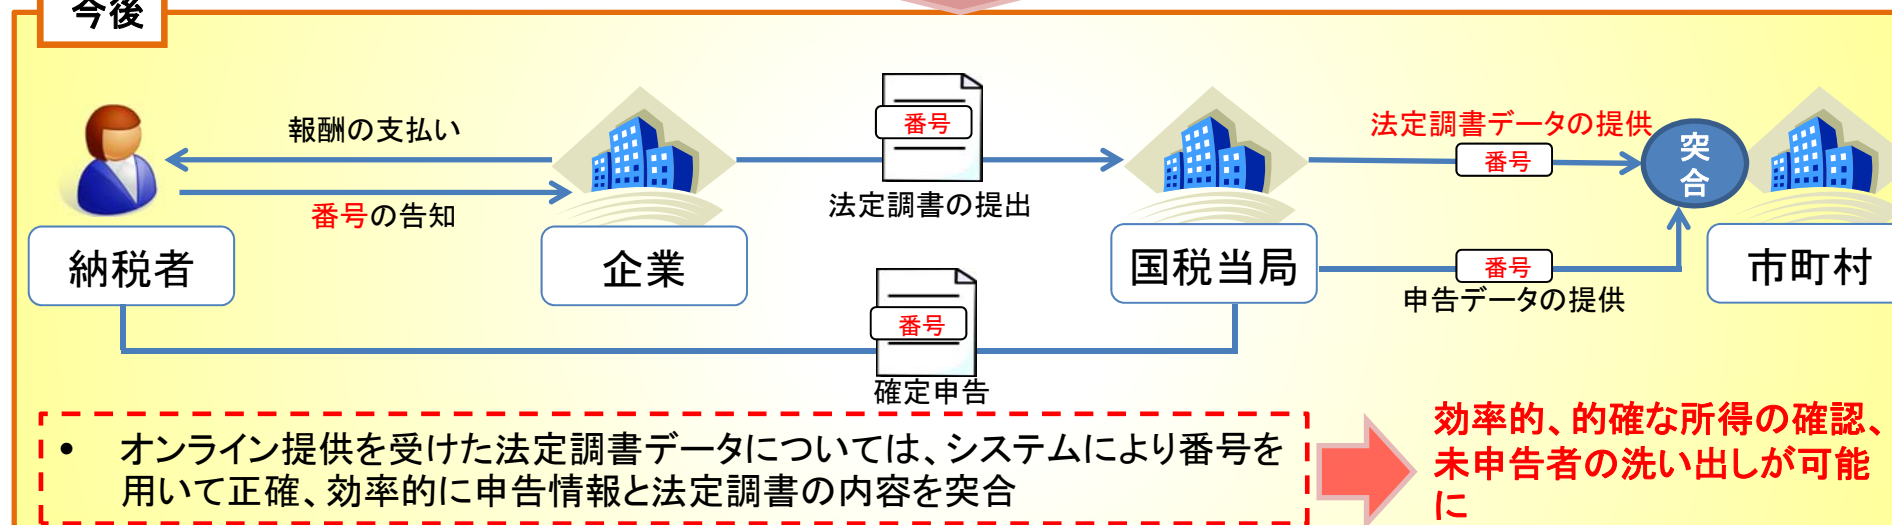 今後
報酬の支払い
番号の告知
番号
法定調書の提出
法定調書データの提供
番号
突
合
納税者
企業
国税当局
市町村
番号
申告データの提供
番号
確定申告
• オンライン提供を受けた法定調書データについては、システムにより番号を
用いて正確、効率的に申告情報と法定調書の内容を突合
効率的、的確な所得の確認、
未申告者の洗い出しが可能
に